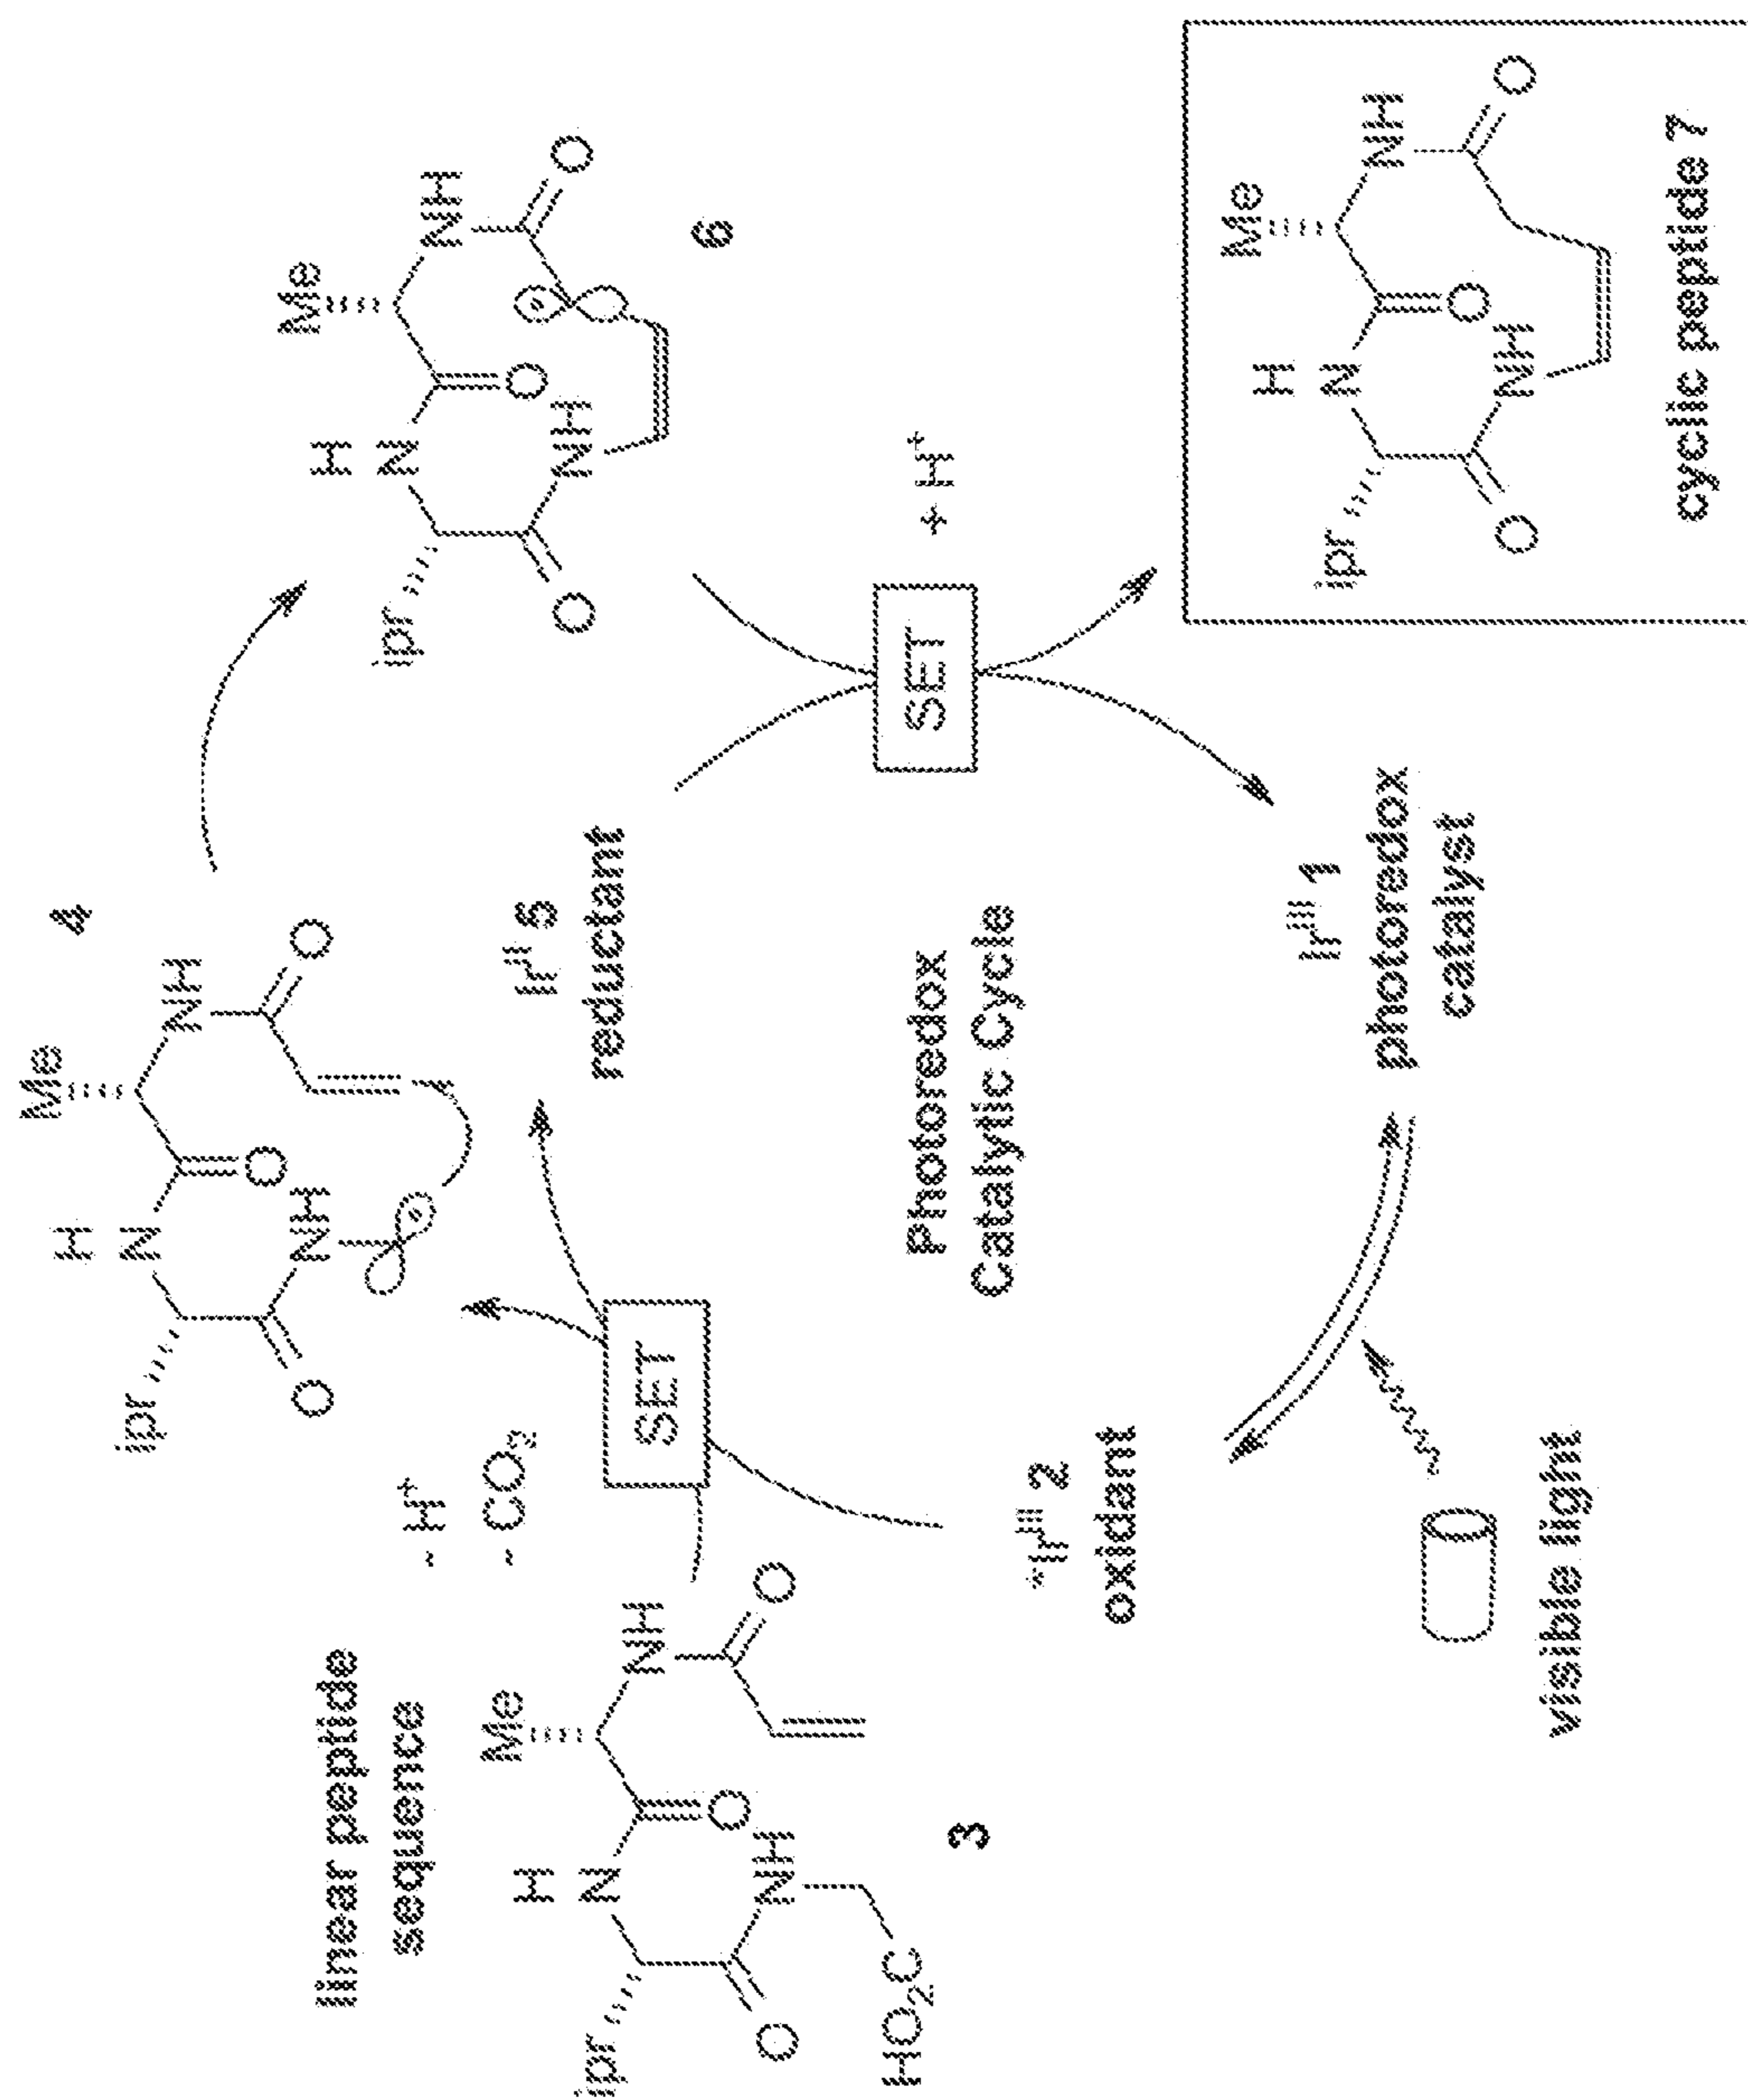 linear peptide
sequence
H
N
Me
NH
O
NH
O
O
ipr
HO₂C
3
- H⁺
- CO₂
SET
4
Me
H
N
NH
O
NH
O
O
ipr
Me
H
N
NH
O
NH
O
O
ipr
6
Irᴵᴵ 5
reductant
*Irᴵᴵᴵ 2
oxidant
Photoredox
Catalytic Cycle
SET
+ H⁺
Irᴵᴵᴵ 1
photoredox
catalyst
visible light
Me
H
N
NH
O
NH
O
O
ipr
cyclic peptide 7